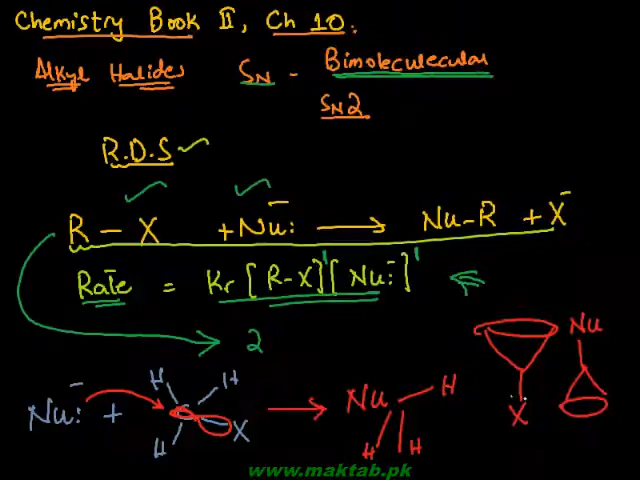 Chemistry Book II, Ch 10.
Alkyl Halides SN - Bimolecular
SN2
R.D.S ✓
R – X + Nu:⁻ ⟶ Nu–R + X⁻
Rate = Kr [R–X]¹ [Nu:⁻]¹
2
Nu:⁻ + H H C H X ⟶ Nu H H H
Nu
X
www.maktab.pk